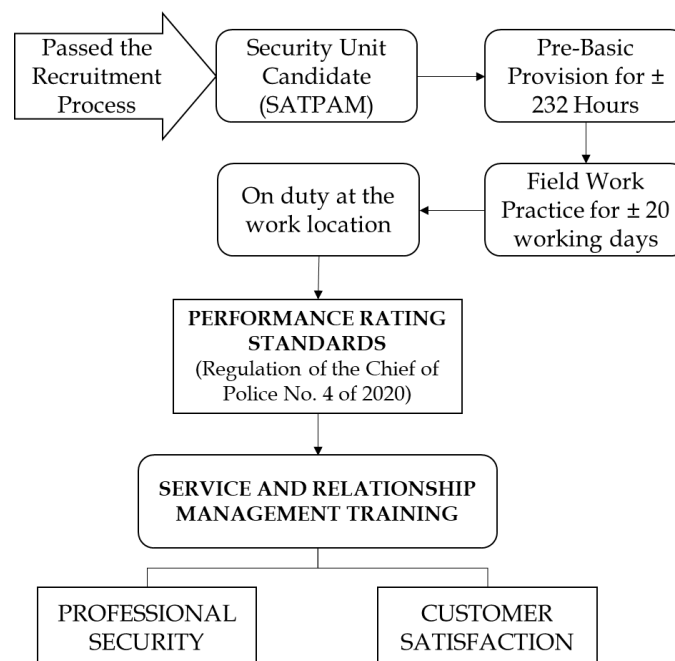 Passed the
Recruitment
Process
Security Unit
Candidate
(SATPAM)
Pre-Basic
Provision for ±
232 Hours
Field Work
Practice for ± 20
working days
On duty at the
work location
PERFORMANCE RATING
STANDARDS
(Regulation of the Chief of
Police No. 4 of 2020)
SERVICE AND RELATIONSHIP
MANAGEMENT TRAINING
PROFESSIONAL
SECURITY
CUSTOMER
SATISFACTION